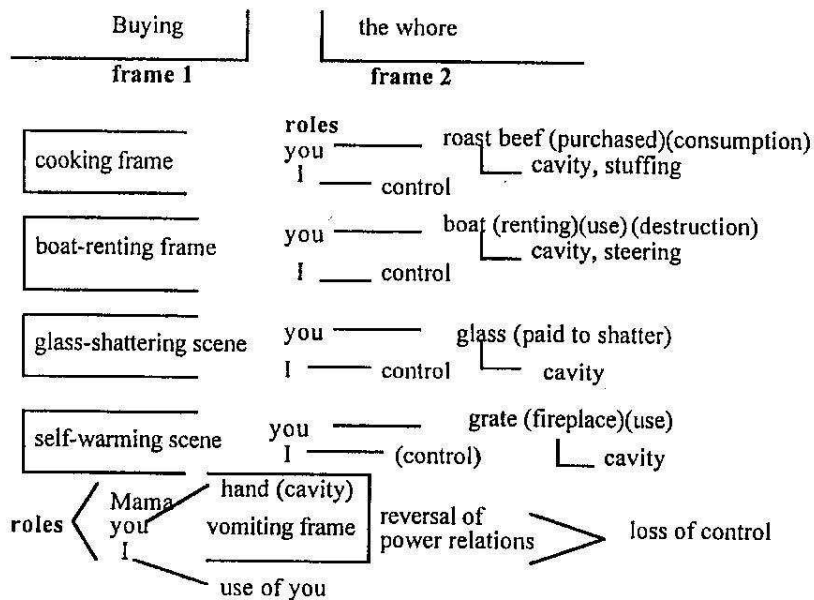 Buying the whore
frame 1 frame 2
roles
cooking frame you roast beef (purchased)(consumption)
cavity, stuffing
I control
boat-renting frame you boat (renting)(use)(destruction)
cavity, steering
I control
glass-shattering scene you glass (paid to shatter)
I control cavity
self-warming scene you grate (fireplace)(use)
I (control) cavity
Mama hand (cavity)
roles you vomiting frame reversal of
power relations loss of control
I
use of you